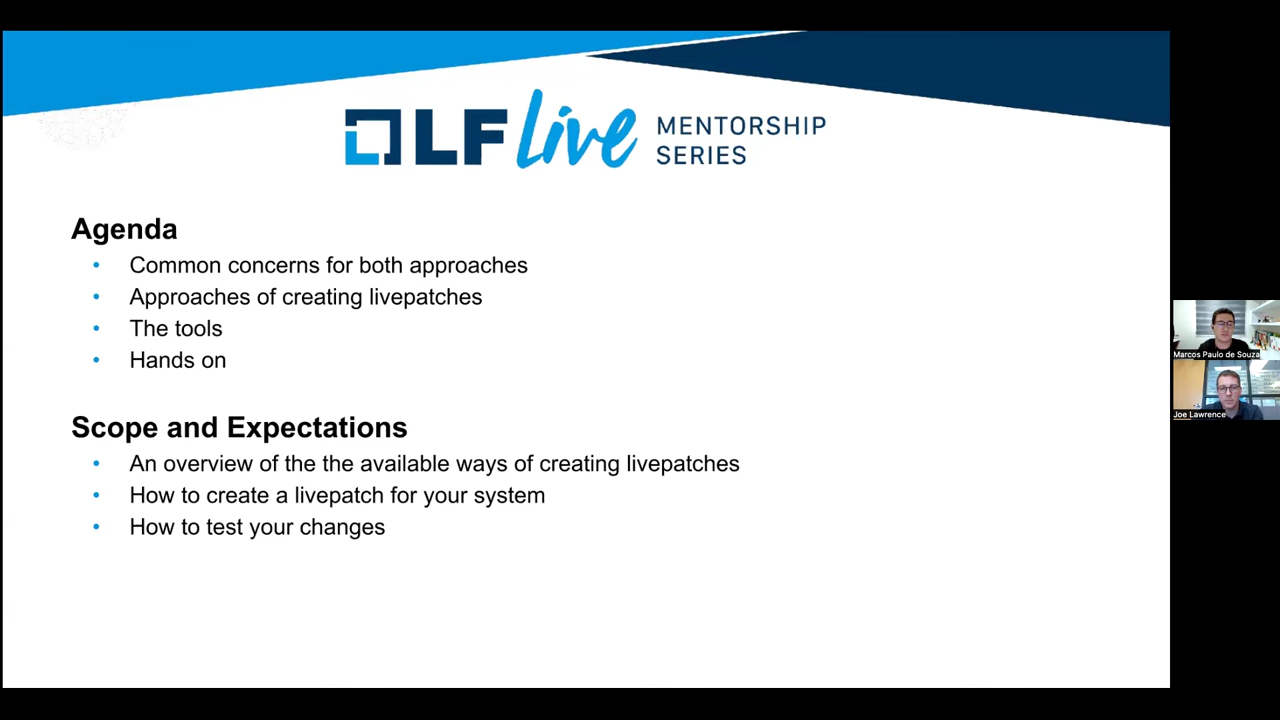 LF Live MENTORSHIP
SERIES
Agenda
• Common concerns for both approaches
• Approaches of creating livepatches
• The tools
• Hands on
Scope and Expectations
• An overview of the the available ways of creating livepatches
• How to create a livepatch for your system
• How to test your changes
Marcos Paulo de Souza
Joe Lawrence